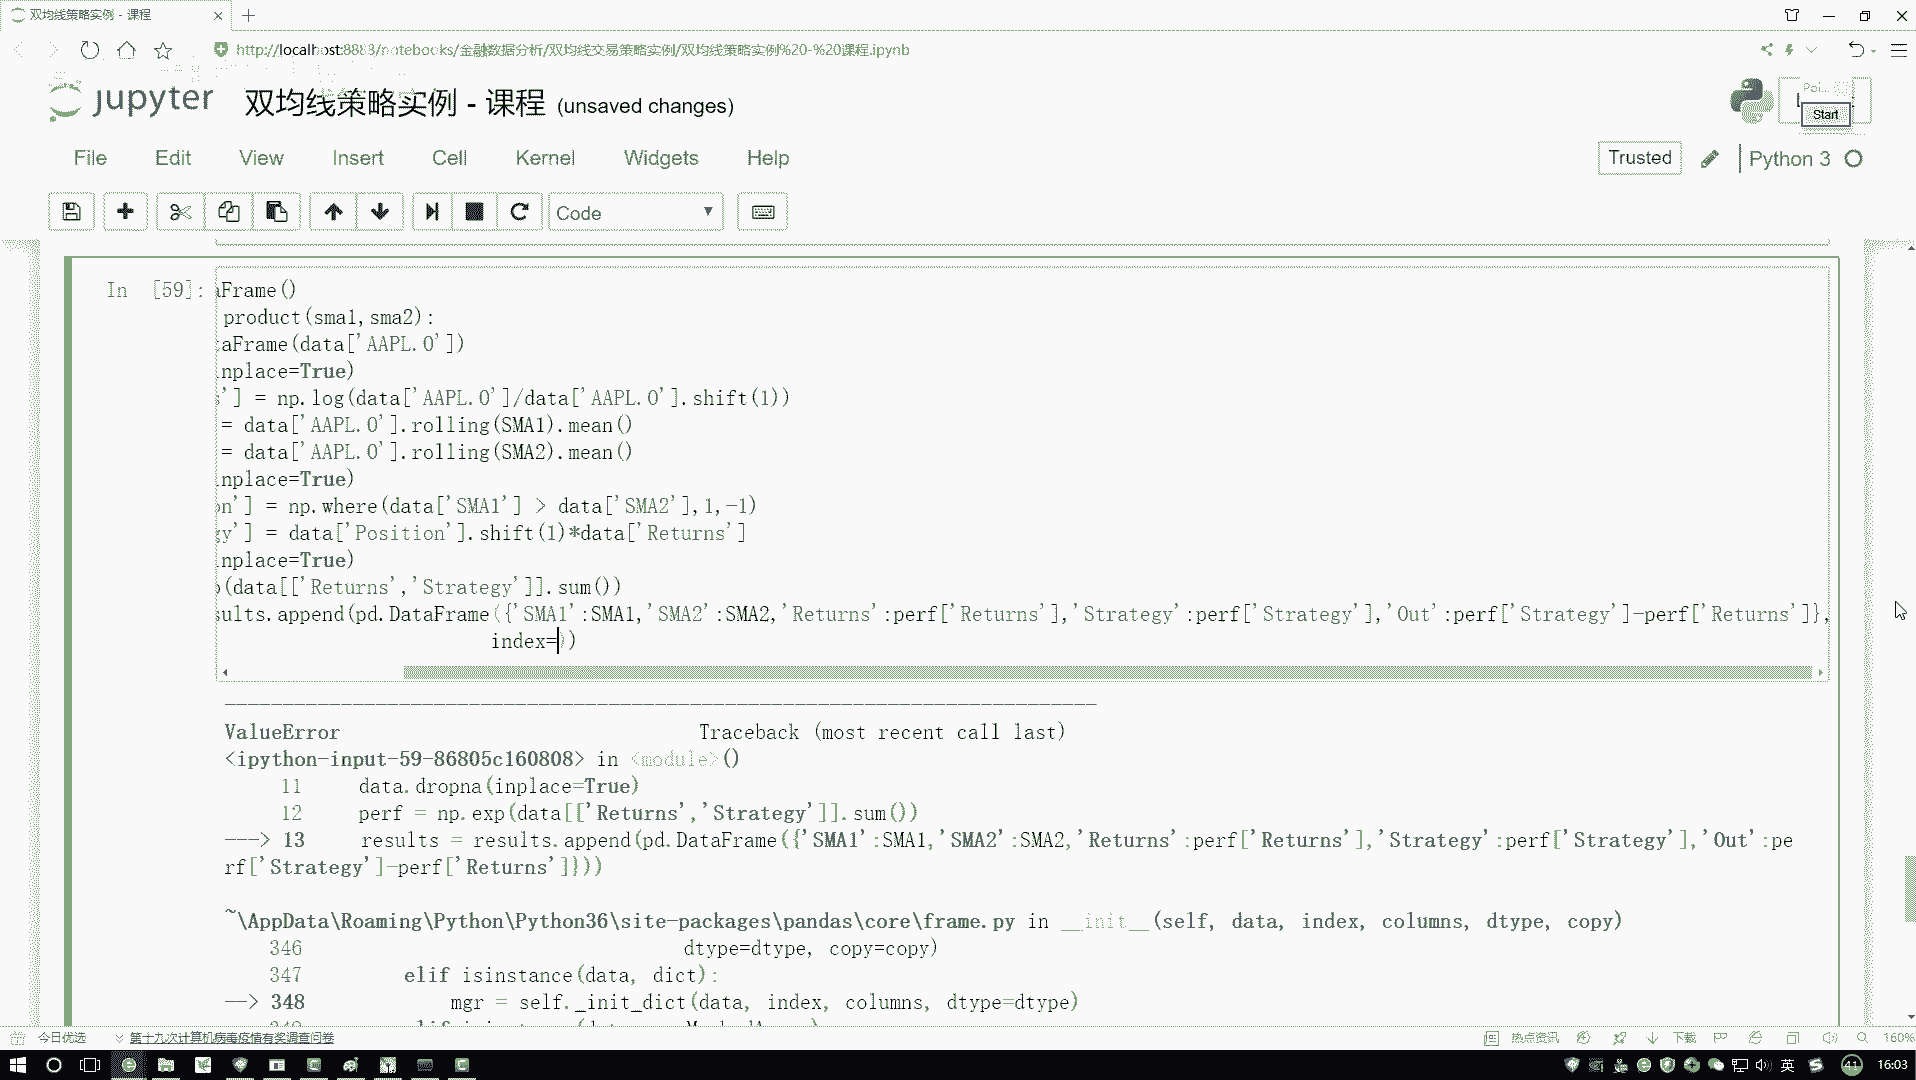 双均线策略实例 - 课程
http://localhost:8883/notebooks/金融数据分析/双均线交易策略实例/双均线策略实例%20-%20课程.ipynb
jupyter 双均线策略实例 - 课程 (unsaved changes)
Poi...
Start
File Edit View Insert Cell Kernel Widgets Help
Trusted
Python 3
Code
In [59]:
aFrame()
product(sma1,sma2):
aFrame(data['AAPL.O'])
nplace=True)
'] = np.log(data['AAPL.O']/data['AAPL.O'].shift(1))
= data['AAPL.O'].rolling(SMA1).mean()
= data['AAPL.O'].rolling(SMA2).mean()
nplace=True)
on'] = np.where(data['SMA1'] > data['SMA2'],1,-1)
gy'] = data['Position'].shift(1)*data['Returns']
nplace=True)
(data[['Returns','Strategy']].sum())
sults.append(pd.DataFrame({'SMA1':SMA1,'SMA2':SMA2,'Returns':perf['Returns'],'Strategy':perf['Strategy'],'Out':perf['Strategy']-perf['Returns']},
index=))
ValueError Traceback (most recent call last)
<ipython-input-59-86805c160808> in <module>()
11 data.dropna(inplace=True)
12 perf = np.exp(data[['Returns','Strategy']].sum())
---> 13 results = results.append(pd.DataFrame({'SMA1':SMA1,'SMA2':SMA2,'Returns':perf['Returns'],'Strategy':perf['Strategy'],'Out':pe
rf['Strategy']-perf['Returns']}))
~\AppData\Roaming\Python\Python36\site-packages\pandas\core\frame.py in __init__(self, data, index, columns, dtype, copy)
346 dtype=dtype, copy=copy)
347 elif isinstance(data, dict):
--> 348 mgr = self._init_dict(data, index, columns, dtype=dtype)
今日优选
第十九次计算机病毒疫情有奖调查问卷
热点资讯
下载
160%
英
41
16:03